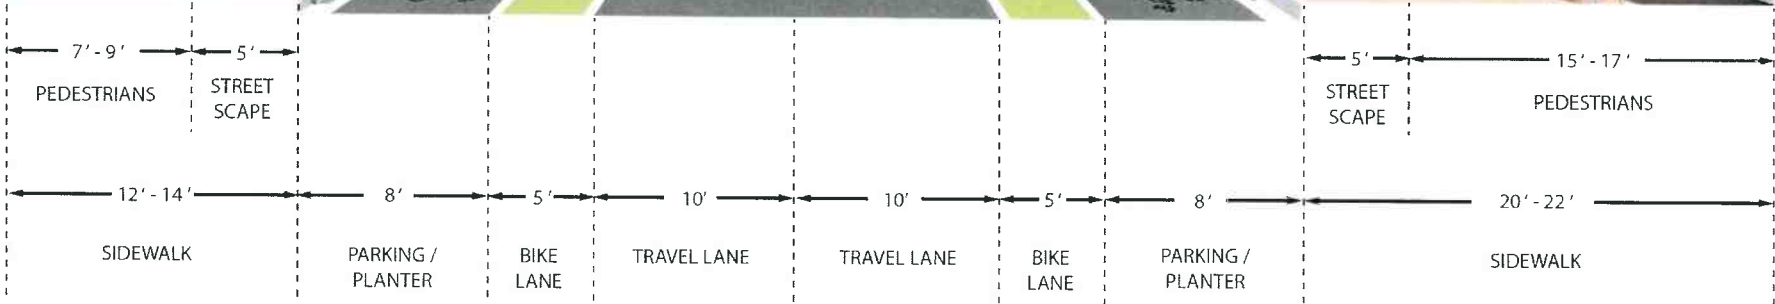 7' - 9'
5'
5'
15' - 17'
PEDESTRIANS
STREET
SCAPE
STREET
SCAPE
PEDESTRIANS
12' - 14'
8'
5'
10'
10'
5'
8'
20' - 22'
SIDEWALK
PARKING /
PLANTER
BIKE
LANE
TRAVEL LANE
TRAVEL LANE
BIKE
LANE
PARKING /
PLANTER
SIDEWALK